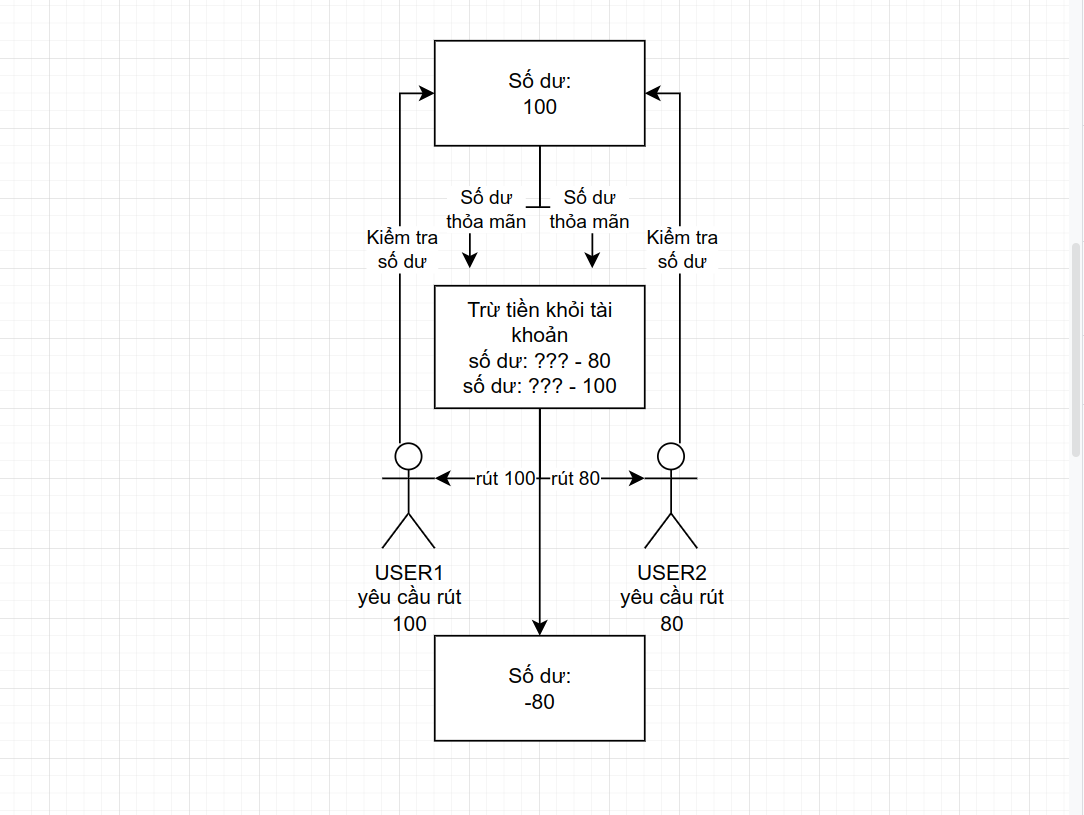 Số dư:
100
Số dư
thỏa mãn
Số dư
thỏa mãn
Kiểm tra
số dư
Kiểm tra
số dư
Trừ tiền khỏi tài
khoản
số dư: ??? - 80
số dư: ??? - 100
rút 100
rút 80
USER1
yêu cầu rút
100
USER2
yêu cầu rút
80
Số dư:
-80